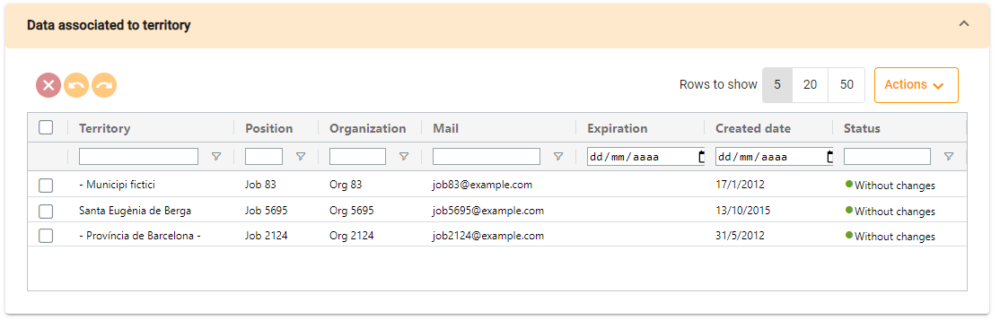 Data associated to territory
Rows to show 5 20 50 Actions
Territory Position Organization Mail Expiration Created date Status
dd/mm/aaaa dd/mm/aaaa
- Municipi fictici Job 83 Org 83 job83@example.com 17/1/2012 Without changes
Santa Eugènia de Berga Job 5695 Org 5695 job5695@example.com 13/10/2015 Without changes
- Província de Barcelona - Job 2124 Org 2124 job2124@example.com 31/5/2012 Without changes